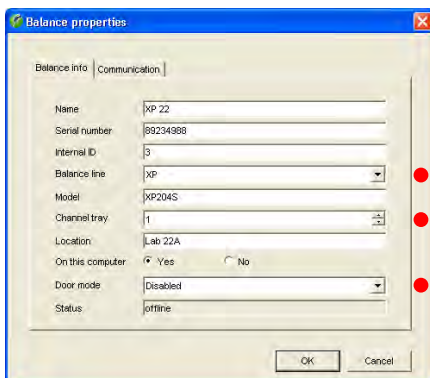 Balance properties
Balance info Communication
Name XP 22
Serial number 89234988
Internal ID 3
Balance line XP
Model XP204S
Channel tray 1
Location Lab 22A
On this computer Yes No
Door mode Disabled
Status offline
OK Cancel